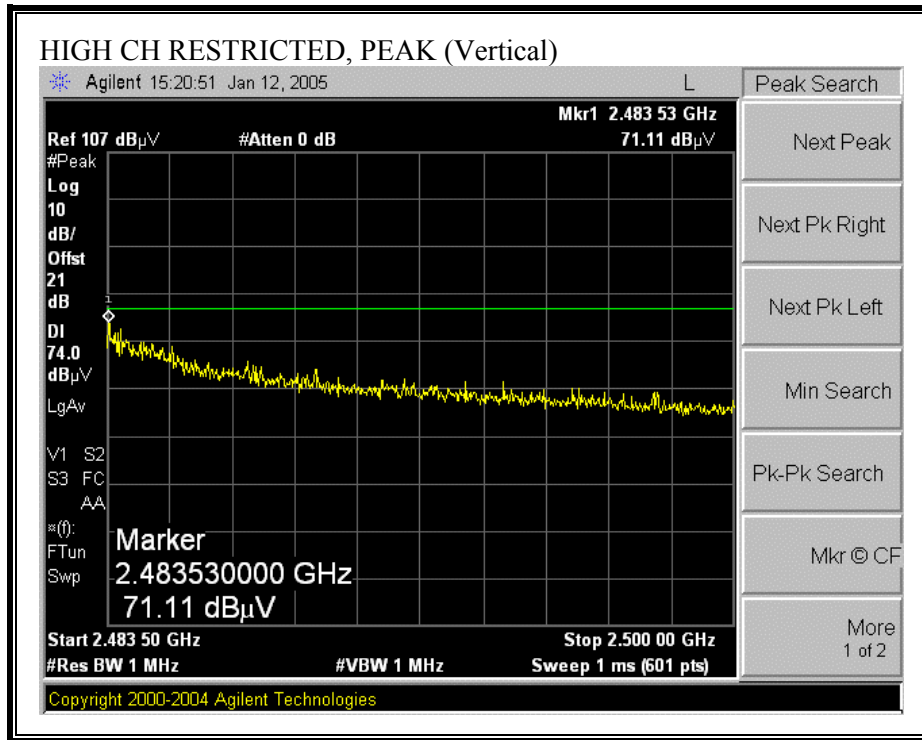 HIGH CH RESTRICTED, PEAK (Vertical)
Agilent 15:20:51 Jan 12, 2005 L
Peak Search
Mkr1 2.483 53 GHz
Ref 107 dBµV #Atten 0 dB 71.11 dBµV
#Peak
Log
10
dB/
Offst
21
dB
DI
74.0
dBµV
LgAv
V1 S2
S3 FC
AA
¤(f):
FTun
Swp
1
Marker
2.483530000 GHz
71.11 dBµV
Start 2.483 50 GHz Stop 2.500 00 GHz
#Res BW 1 MHz #VBW 1 MHz Sweep 1 ms (601 pts)
Copyright 2000-2004 Agilent Technologies
Next Peak
Next Pk Right
Next Pk Left
Min Search
Pk-Pk Search
Mkr © CF
More
1 of 2